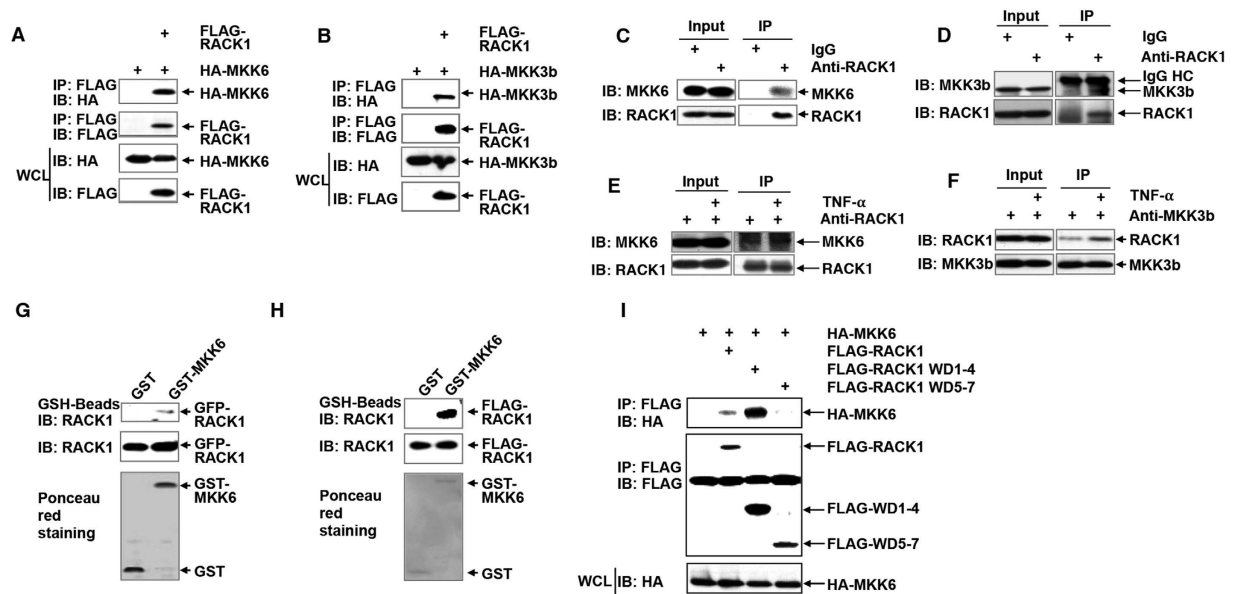 A
+
FLAG-
RACK1
+ +
HA-MKK6
IP: FLAG
IB: HA
HA-MKK6
IP: FLAG
IB: FLAG
FLAG-
RACK1
WCL
IB: HA
HA-MKK6
IB: FLAG
FLAG-
RACK1
B
+
FLAG-
RACK1
+ +
HA-MKK3b
IP: FLAG
IB: HA
HA-MKK3b
IP: FLAG
IB: FLAG
FLAG-
RACK1
WCL
IB: HA
HA-MKK3b
IB: FLAG
FLAG-
RACK1
C
Input IP
+ + IgG
+ + Anti-RACK1
IB: MKK6
MKK6
IB: RACK1
RACK1
D
Input IP
+ + IgG
+ + Anti-RACK1
IgG HC
IB: MKK3b
MKK3b
IB: RACK1
RACK1
E
Input IP
+ + TNF-α
+ + + + Anti-RACK1
IB: MKK6
MKK6
IB: RACK1
RACK1
F
Input IP
+ + TNF-α
+ + + + Anti-MKK3b
IB: RACK1
RACK1
IB: MKK3b
MKK3b
G
GST
GST-MKK6
GSH-Beads
IB: RACK1
GFP-
RACK1
IB: RACK1
GFP-
RACK1
Ponceau
red
staining
GST-
MKK6
GST
H
GST
GST-MKK6
GSH-Beads
IB: RACK1
FLAG-
RACK1
IB: RACK1
FLAG-
RACK1
Ponceau
red
staining
GST-
MKK6
GST
I
+ + + + HA-MKK6
+ FLAG-RACK1
+ FLAG-RACK1 WD1-4
+ FLAG-RACK1 WD5-7
IP: FLAG
IB: HA
HA-MKK6
FLAG-RACK1
IP: FLAG
IB: FLAG
FLAG-WD1-4
FLAG-WD5-7
WCL IB: HA
HA-MKK6